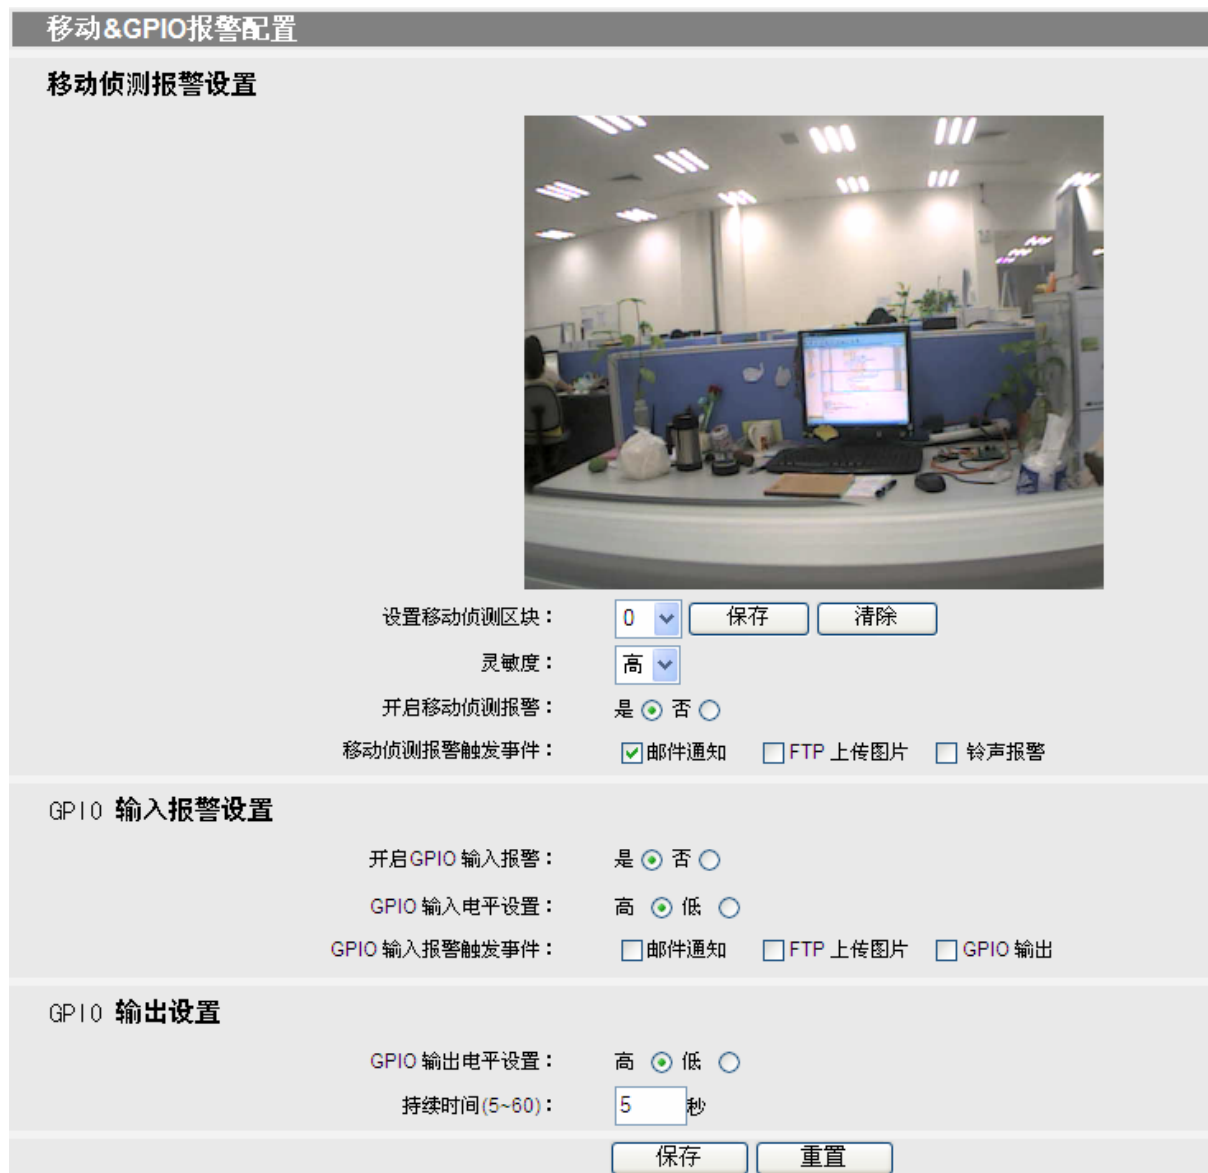 移动&GPIO报警配置
移动侦测报警设置
设置移动侦测区块： 0 保存 清除
灵敏度： 高
开启移动侦测报警： 是 否
移动侦测报警触发事件： 邮件通知 FTP 上传图片 铃声报警
GPIO 输入报警设置
开启GPIO 输入报警： 是 否
GPIO 输入电平设置： 高 低
GPIO 输入报警触发事件： 邮件通知 FTP 上传图片 GPIO 输出
GPIO 输出设置
GPIO 输出电平设置： 高 低
持续时间(5~60)： 5 秒
保存 重置